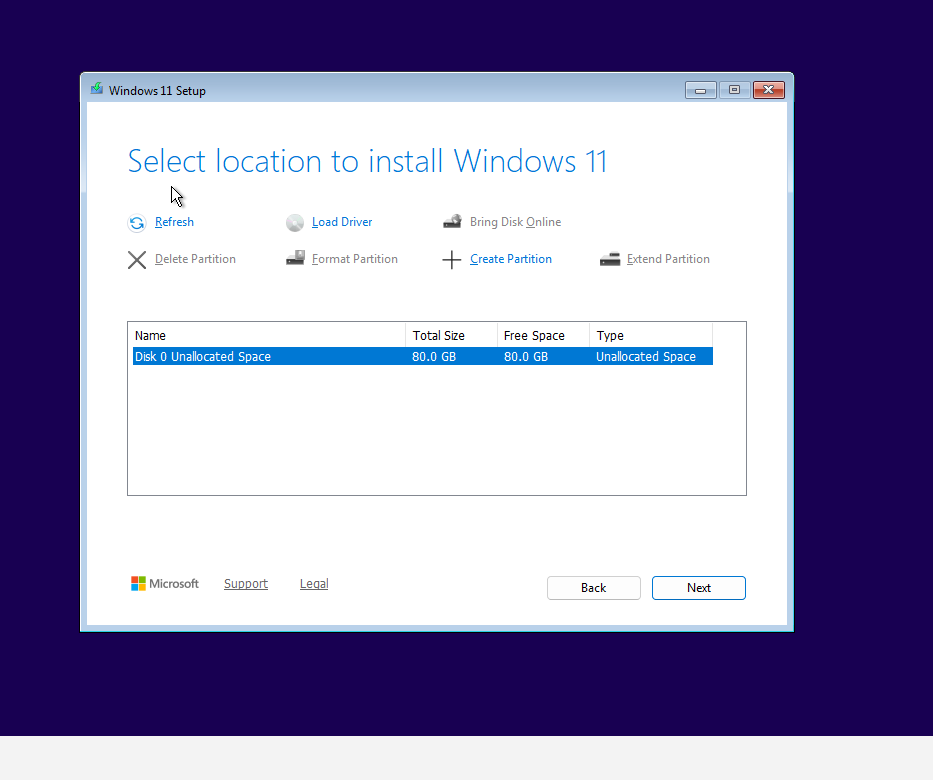 Windows 11 Setup
Select location to install Windows 11
Refresh Load Driver Bring Disk Online
Delete Partition Format Partition Create Partition Extend Partition
Name Total Size Free Space Type
Disk 0 Unallocated Space 80.0 GB 80.0 GB Unallocated Space
Microsoft Support Legal Back Next